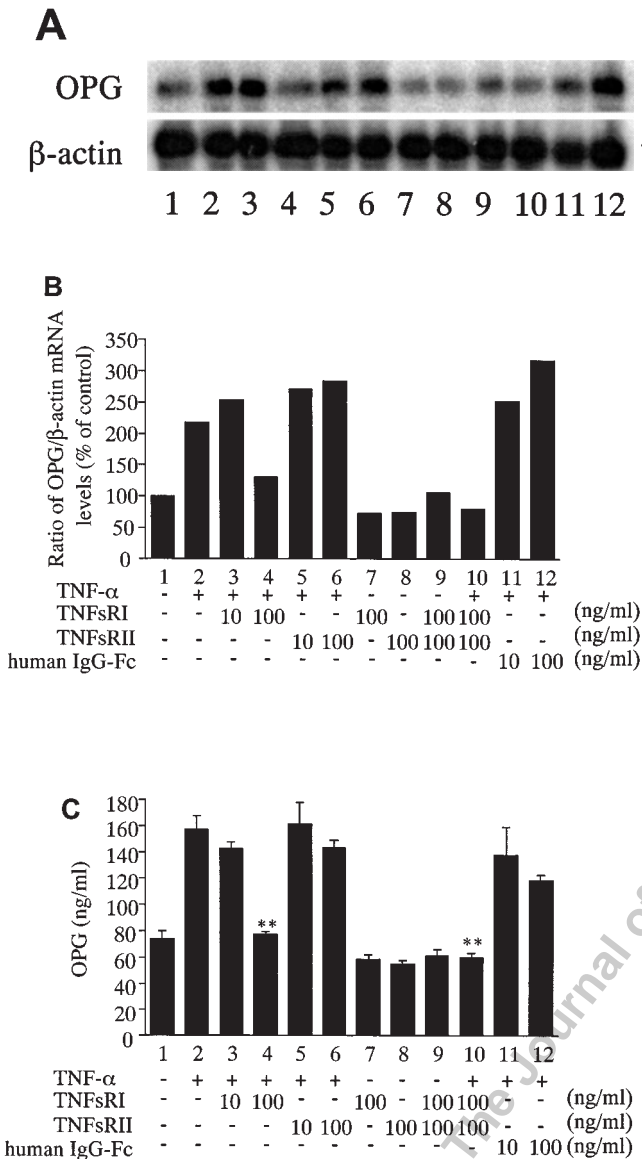 A
OPG
β-actin
1 2 3 4 5 6 7 8 9 10 11 12
B
Ratio of OPG/β-actin mRNA
levels (% of control)
350
300
250
200
150
100
50
0
1 2 3 4 5 6 7 8 9 10 11 12
TNF-α - + + + + + - - - + + +
TNFsRI - - 10 100 - - 100 - 100 100 - - (ng/ml)
TNFsRII - - - - 10 100 - 100 100 100 - - (ng/ml)
human IgG-Fc - - - - - - - - - - 10 100 (ng/ml)
C
OPG (ng/ml)
180
160
140
120
100
80
60
40
20
0
** **
1 2 3 4 5 6 7 8 9 10 11 12
TNF-α - + + + + + - - - + + +
TNFsRI - - 10 100 - - 100 - 100 100 - - (ng/ml)
TNFsRII - - - - 10 100 - 100 100 100 - - (ng/ml)
human IgG-Fc - - - - - - - - - - 10 100 (ng/ml)
The Journal of